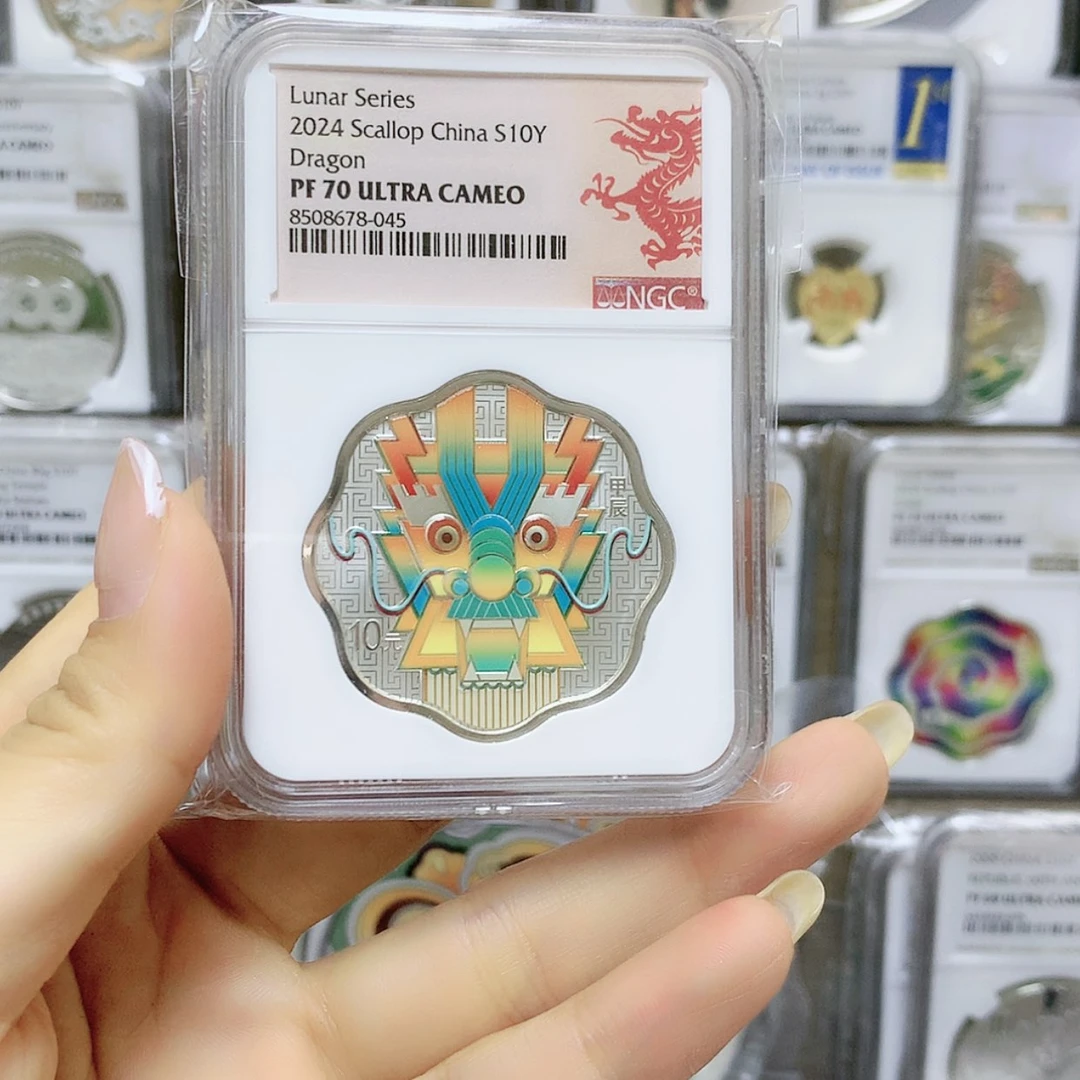 Lunar Series
2024 Scallop China S10Y
Dragon
PF 70 ULTRA CAMEO
8508678-045
NGC®
甲辰
10元
1